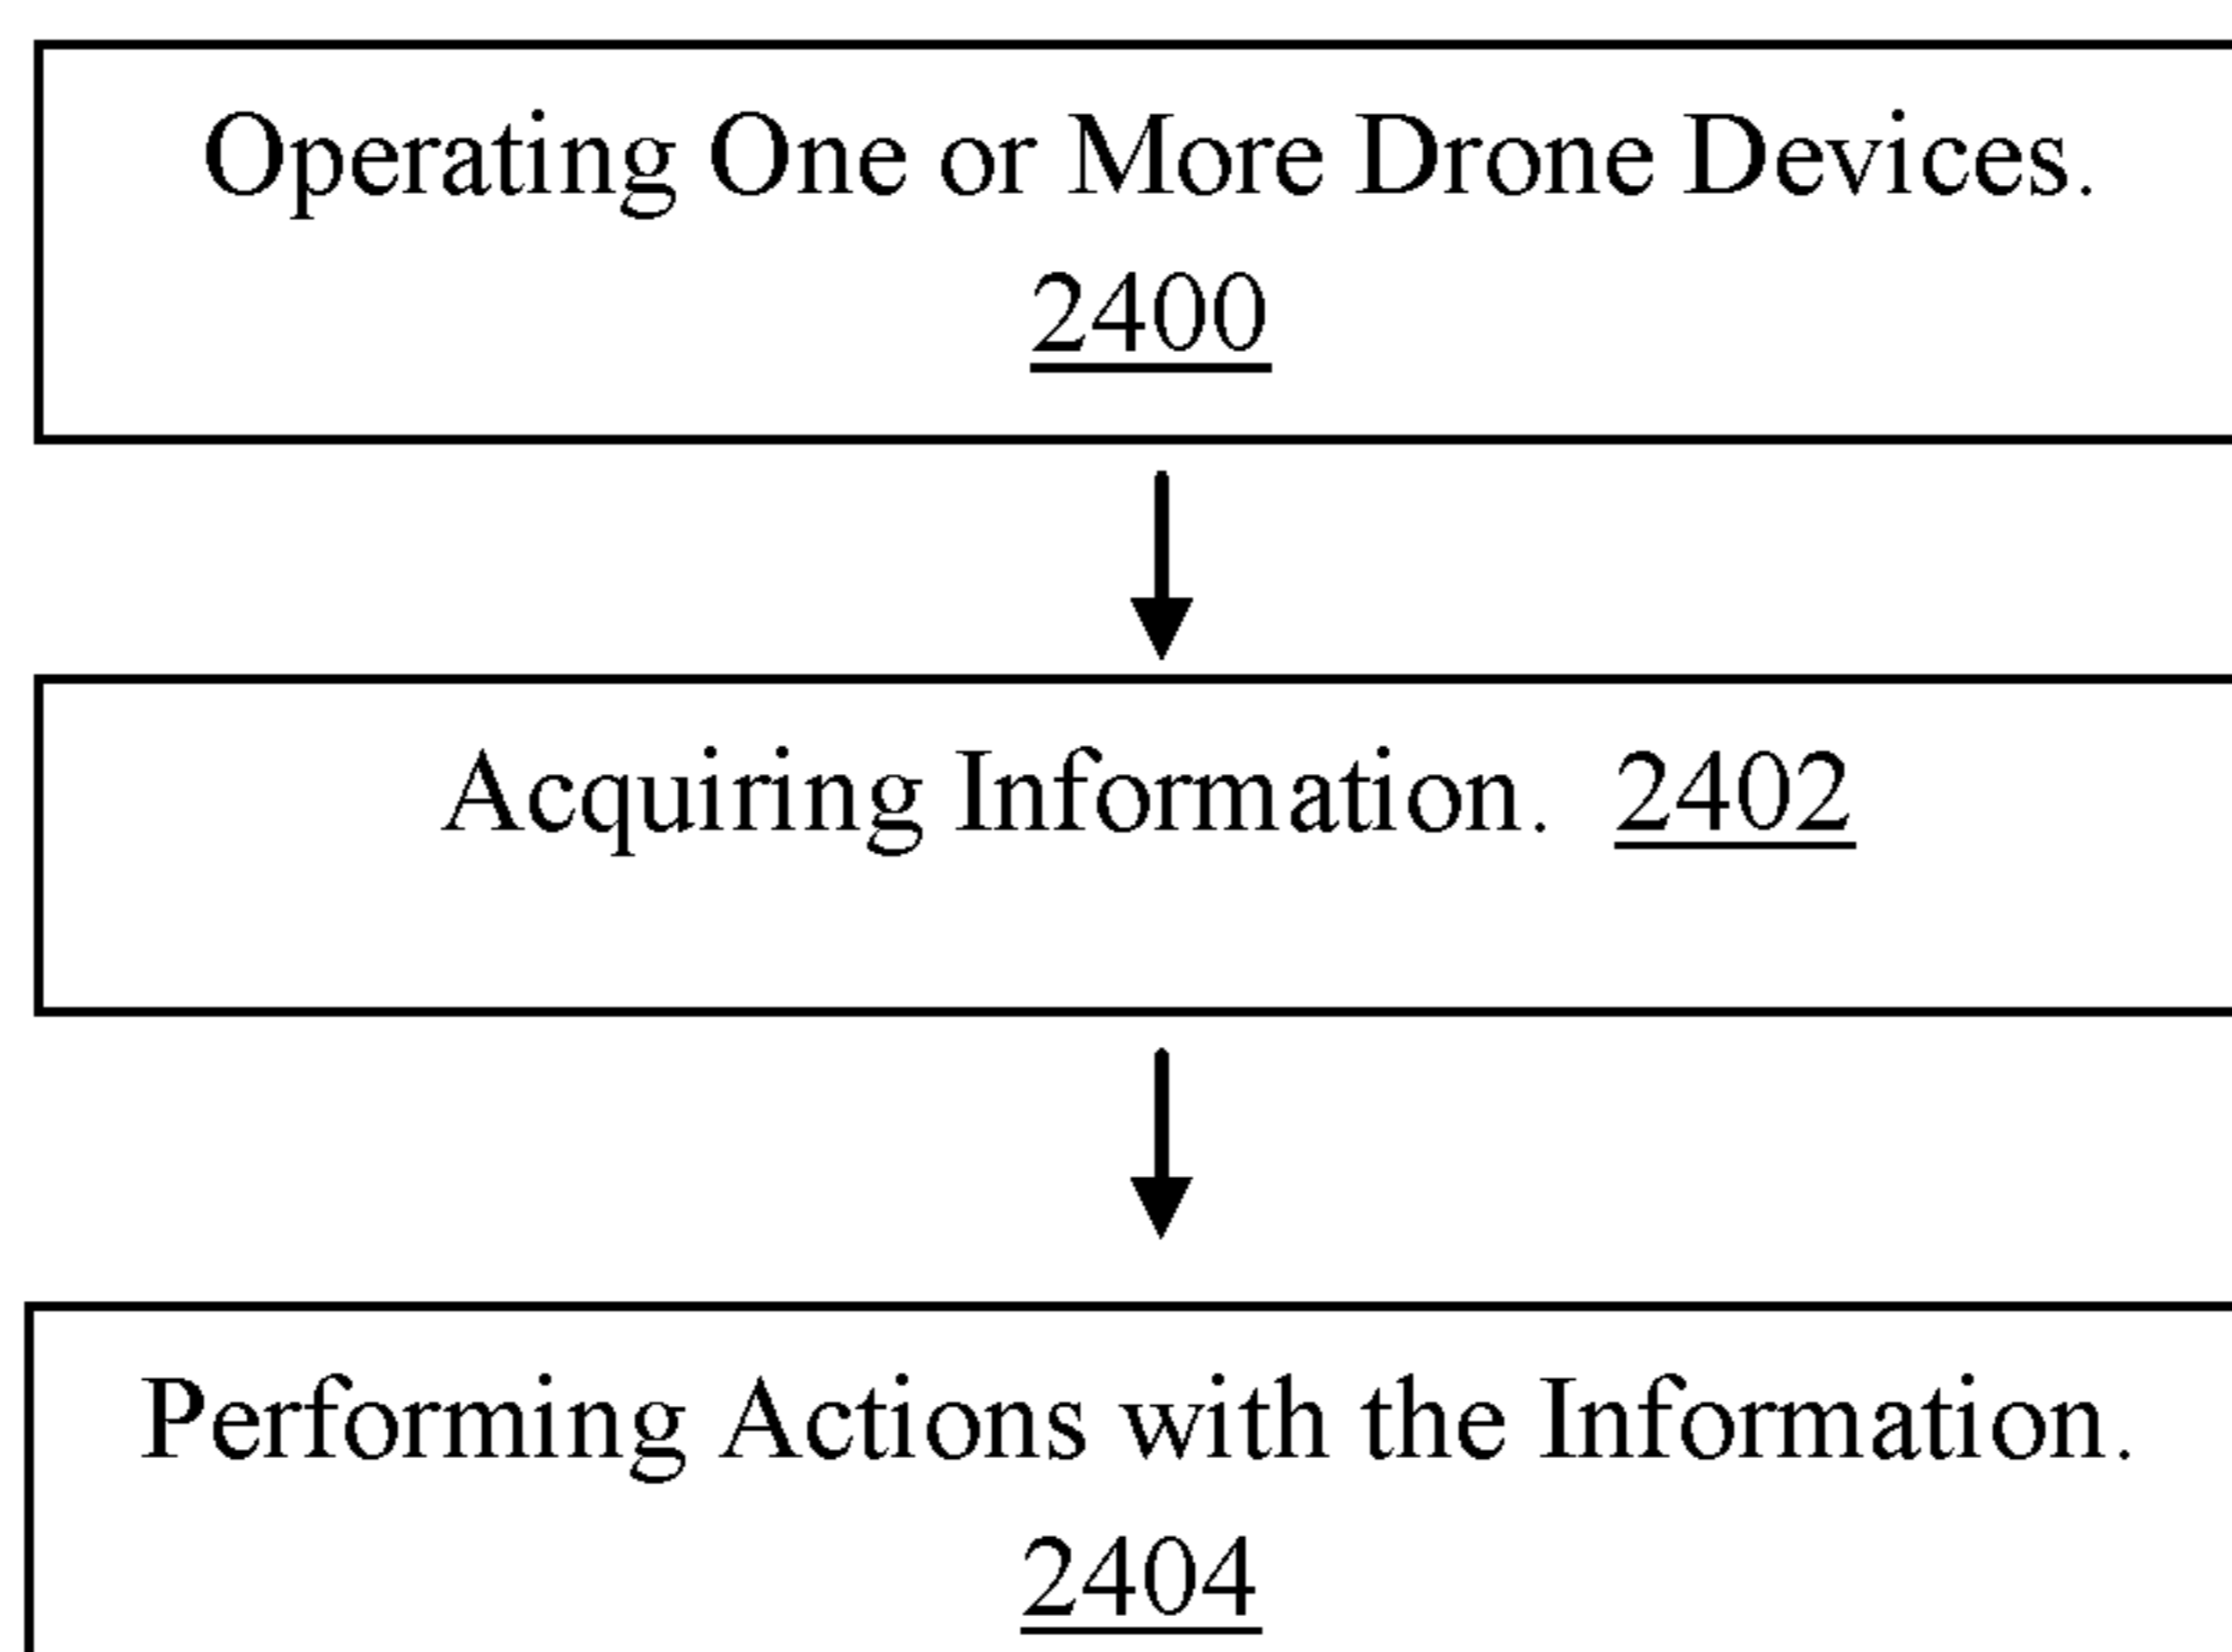 Operating One or More Drone Devices.
2400
Acquiring Information. 2402
Performing Actions with the Information.
2404